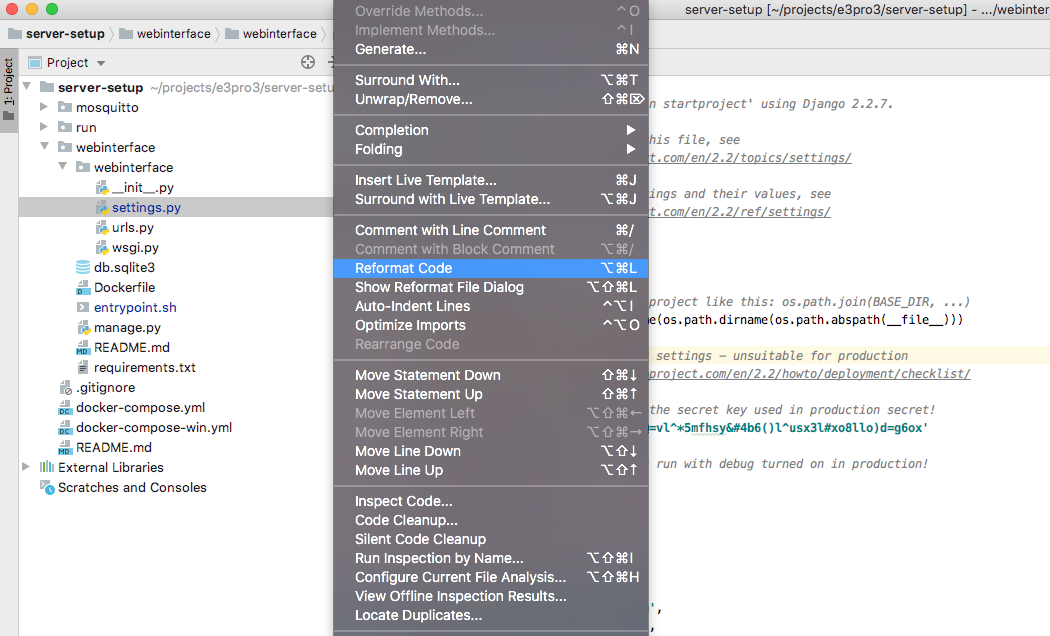 server-setup [~/projects/e3pro3/server-setup] - .../webinter
server-setup webinterface webinterface
Project
1: Project
server-setup ~/projects/e3pro3/server-setu
mosquitto
run
webinterface
webinterface
__init__.py
settings.py
urls.py
wsgi.py
db.sqlite3
Dockerfile
entrypoint.sh
manage.py
README.md
requirements.txt
.gitignore
docker-compose.yml
docker-compose-win.yml
README.md
External Libraries
Scratches and Consoles
Override Methods... ^O
Implement Methods... ^I
Generate... ⌘N
Surround With... ⌥⌘T
Unwrap/Remove... ⇧⌘⌦
Completion ▶
Folding ▶
Insert Live Template... ⌘J
Surround with Live Template... ⌥⌘J
Comment with Line Comment ⌘/
Comment with Block Comment ⌥⌘/
Reformat Code ⌥⌘L
Show Reformat File Dialog ⌥⇧⌘L
Auto-Indent Lines ^⌥I
Optimize Imports ^⌥O
Rearrange Code
Move Statement Down ⇧⌘↓
Move Statement Up ⇧⌘↑
Move Element Left ⌥⇧⌘←
Move Element Right ⌥⇧⌘→
Move Line Down ⌥⇧↓
Move Line Up ⌥⇧↑
Inspect Code...
Code Cleanup...
Silent Code Cleanup
Run Inspection by Name... ⌥⇧⌘I
Configure Current File Analysis... ⌥⇧⌘H
View Offline Inspection Results...
Locate Duplicates...
n startproject' using Django 2.2.7.
his file, see
t.com/en/2.2/topics/settings/
ings and their values, see
t.com/en/2.2/ref/settings/
project like this: os.path.join(BASE_DIR, ...)
e(os.path.dirname(os.path.abspath(__file__)))
settings – unsuitable for production
project.com/en/2.2/howto/deployment/checklist/
the secret key used in production secret!
=vl^*5mfhsy&#4b6()l^usx3l#xo8llo)d=g6ox'
run with debug turned on in production!
',
,